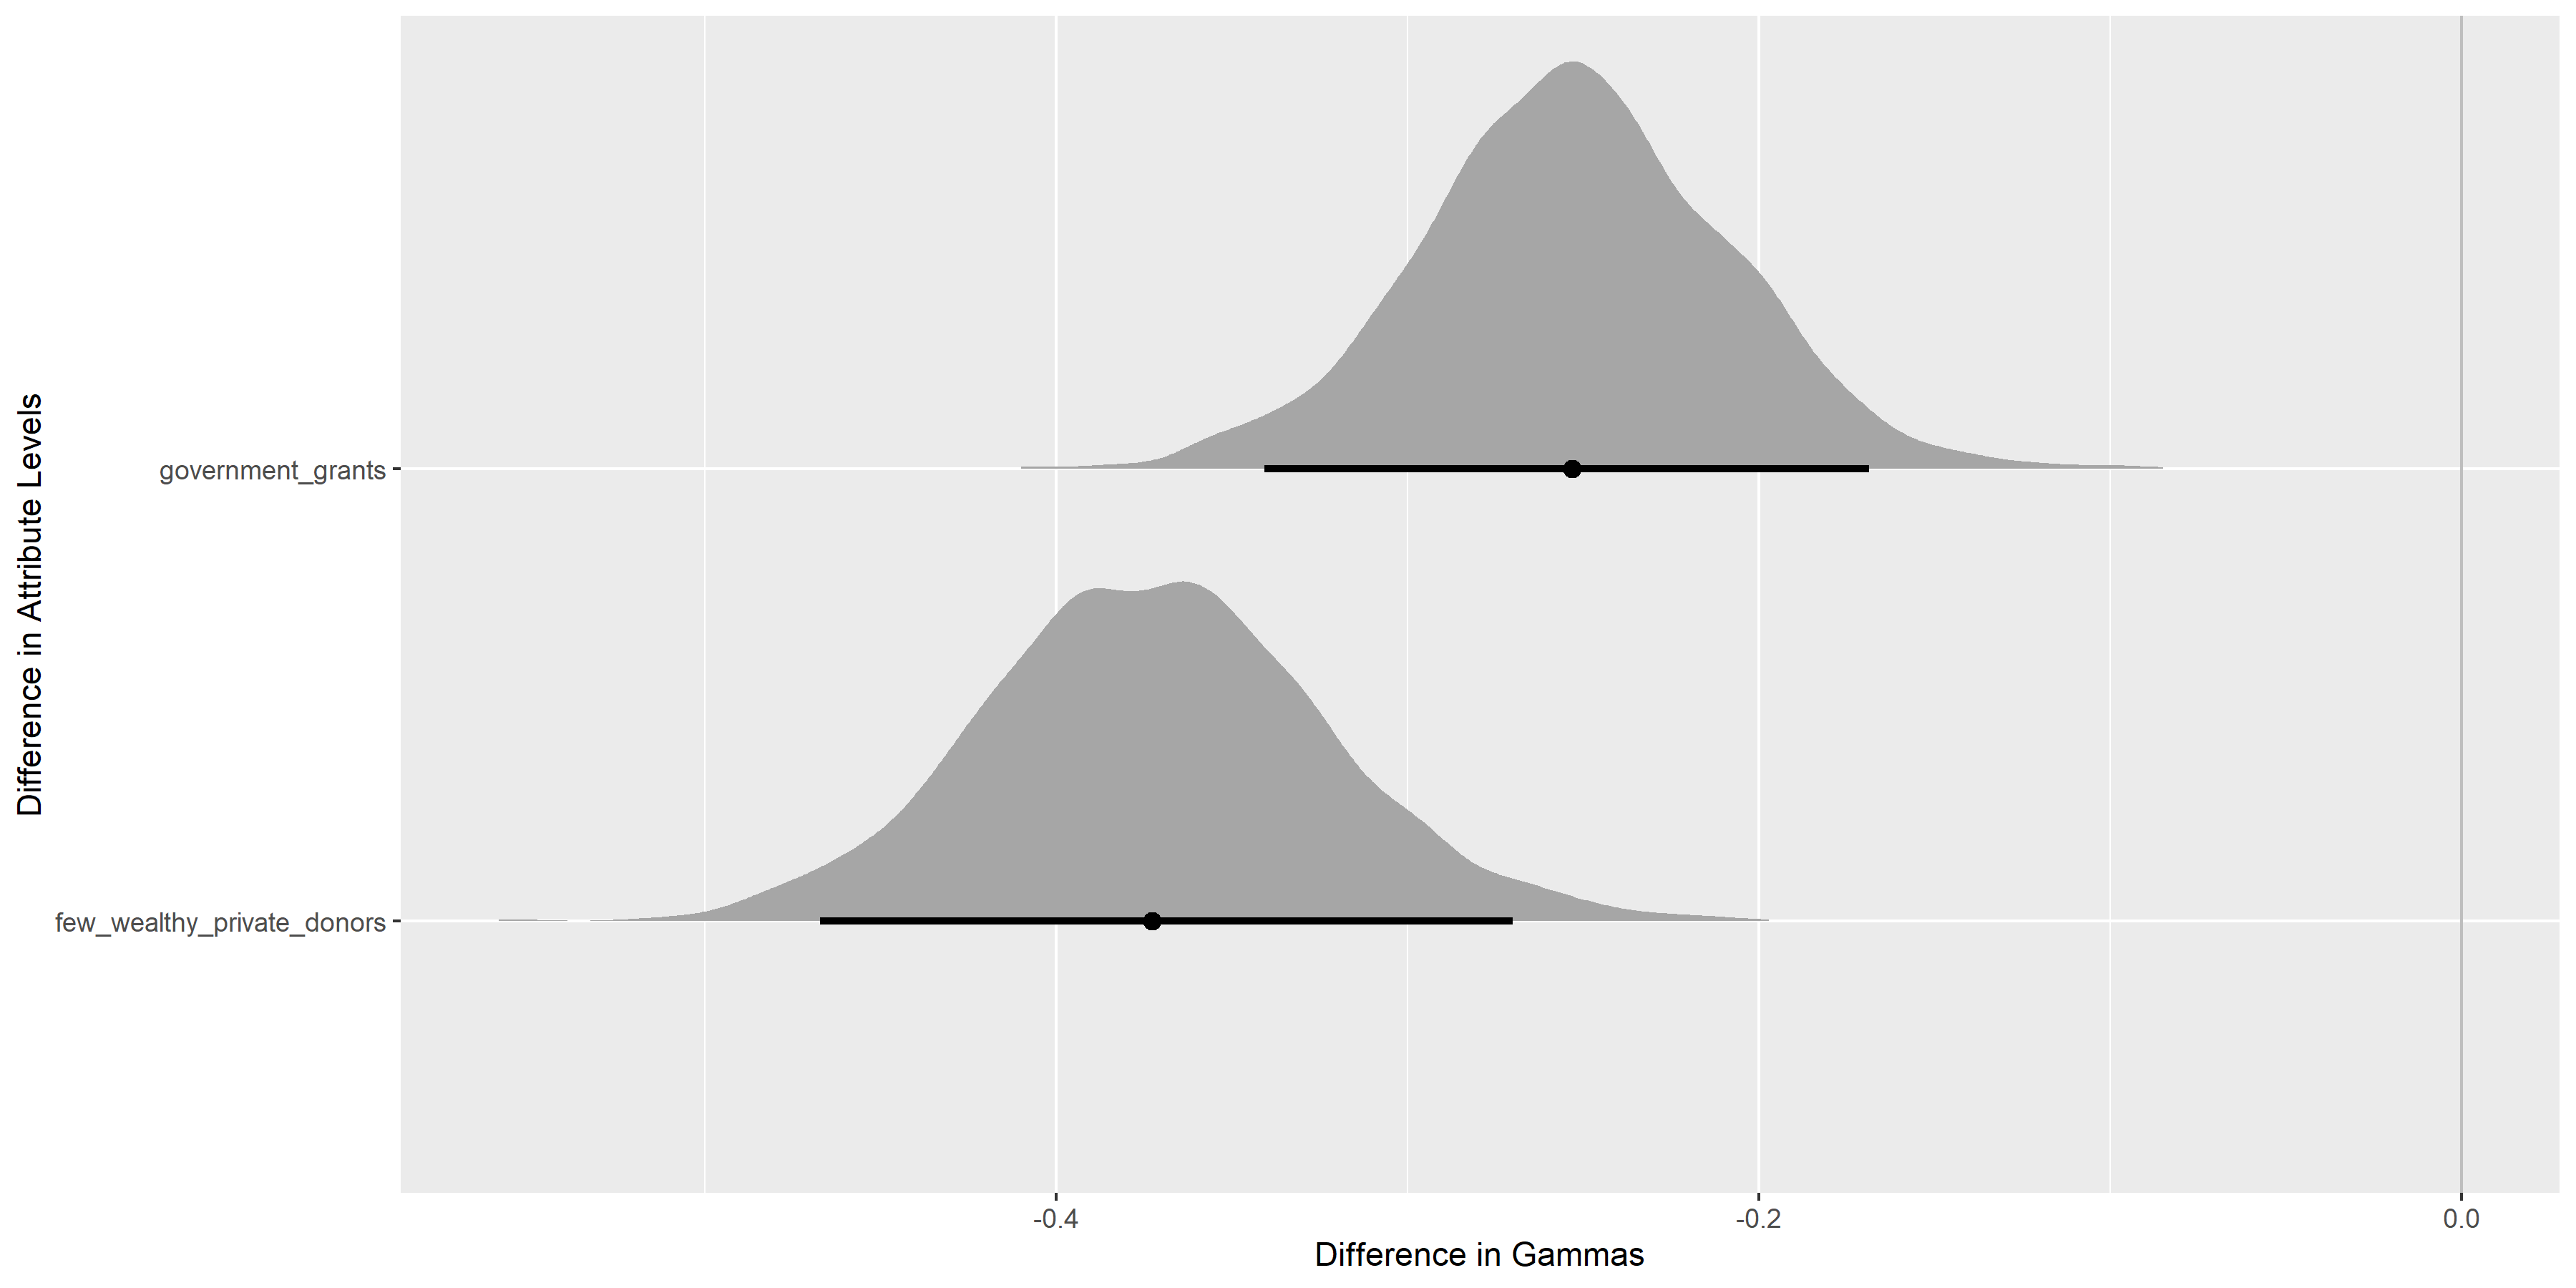 Difference in Attribute Levels
government_grants
few_wealthy_private_donors
-0.4
-0.2
0.0
Difference in Gammas